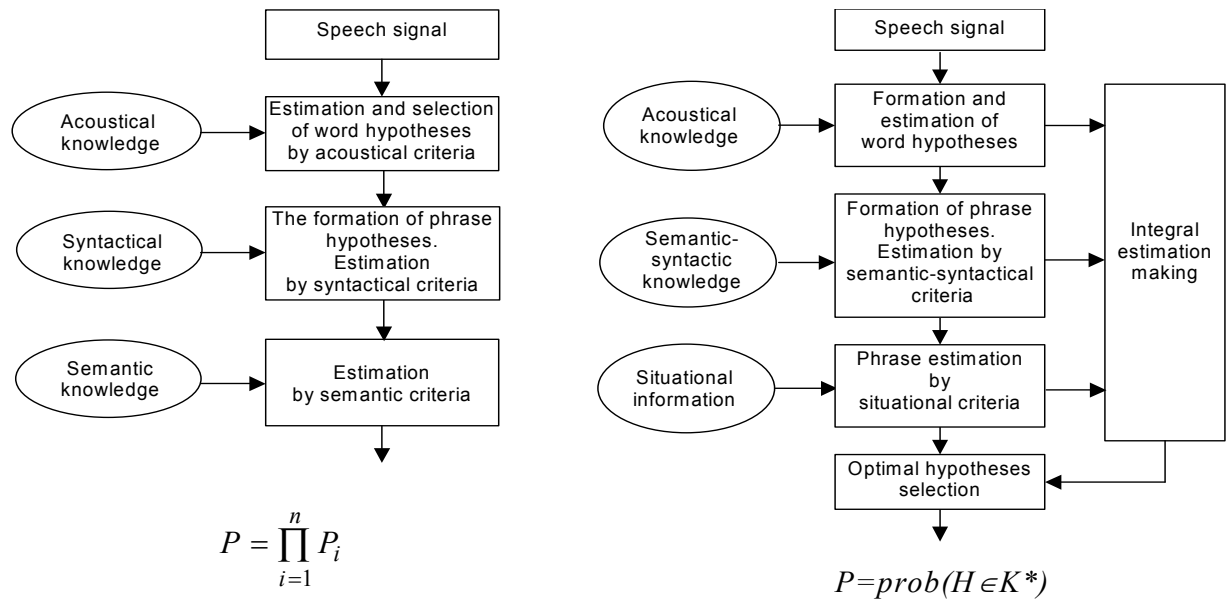 Speech signal
Acoustical
knowledge
Estimation and selection
of word hypotheses
by acoustical criteria
Syntactical
knowledge
The formation of phrase
hypotheses.
Estimation
by syntactical criteria
Semantic
knowledge
Estimation
by semantic criteria
P = ∏_{i=1}^{n} P_i
Speech signal
Acoustical
knowledge
Formation and
estimation of
word hypotheses
Semantic-
syntactic
knowledge
Formation of phrase
hypotheses.
Estimation by
semantic-syntactical
criteria
Situational
information
Phrase estimation
by
situational criteria
Integral
estimation
making
Optimal hypotheses
selection
P=prob(H∈K*)